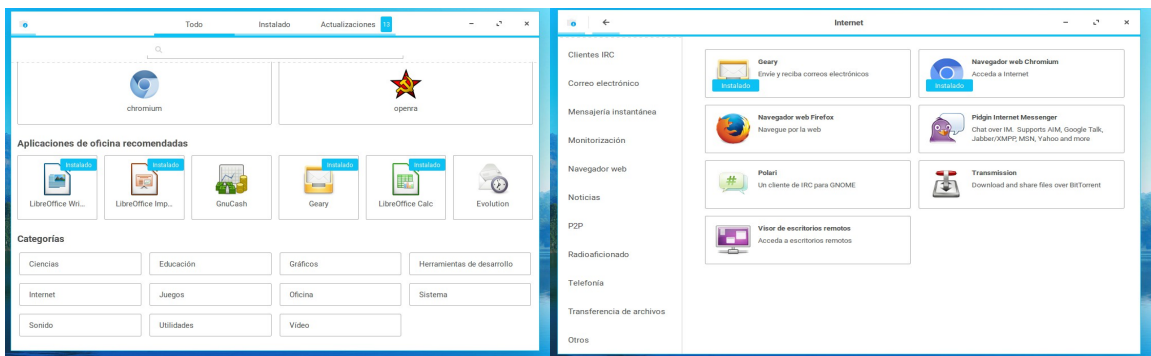 Todo Instalado Actualizaciones 13
chromium openra
Aplicaciones de oficina recomendadas
Instalado Instalado Instalado Instalado
LibreOffice Wri... LibreOffice Imp... GnuCash Geary LibreOffice Calc Evolution
Categorías
Ciencias Educación Gráficos Herramientas de desarrollo
Internet Juegos Oficina Sistema
Sonido Utilidades Vídeo
Internet
Clientes IRC
Correo electrónico
Mensajería instantánea
Monitorización
Navegador web
Noticias
P2P
Radioaficionado
Telefonía
Transferencia de archivos
Otros
Geary
Envíe y reciba correos electrónicos
Instalado
Navegador web Chromium
Acceda a Internet
Instalado
Navegador web Firefox
Navegue por la web
Pidgin Internet Messenger
Chat over IM. Supports AIM, Google Talk,
Jabber/XMPP, MSN, Yahoo and more
Polari
Un cliente de IRC para GNOME
Transmission
Download and share files over BitTorrent
Visor de escritorios remotos
Acceda a escritorios remotos